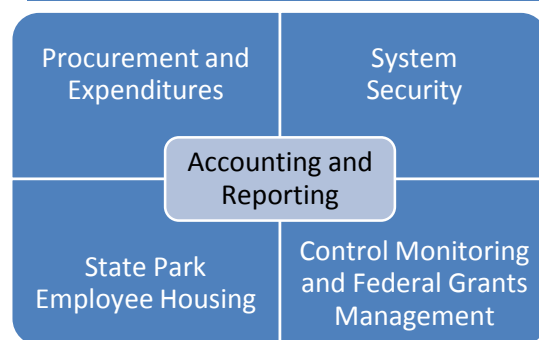 Procurement and
Expenditures
System
Security
Accounting and
Reporting
State Park
Employee Housing
Control Monitoring
and Federal Grants
Management